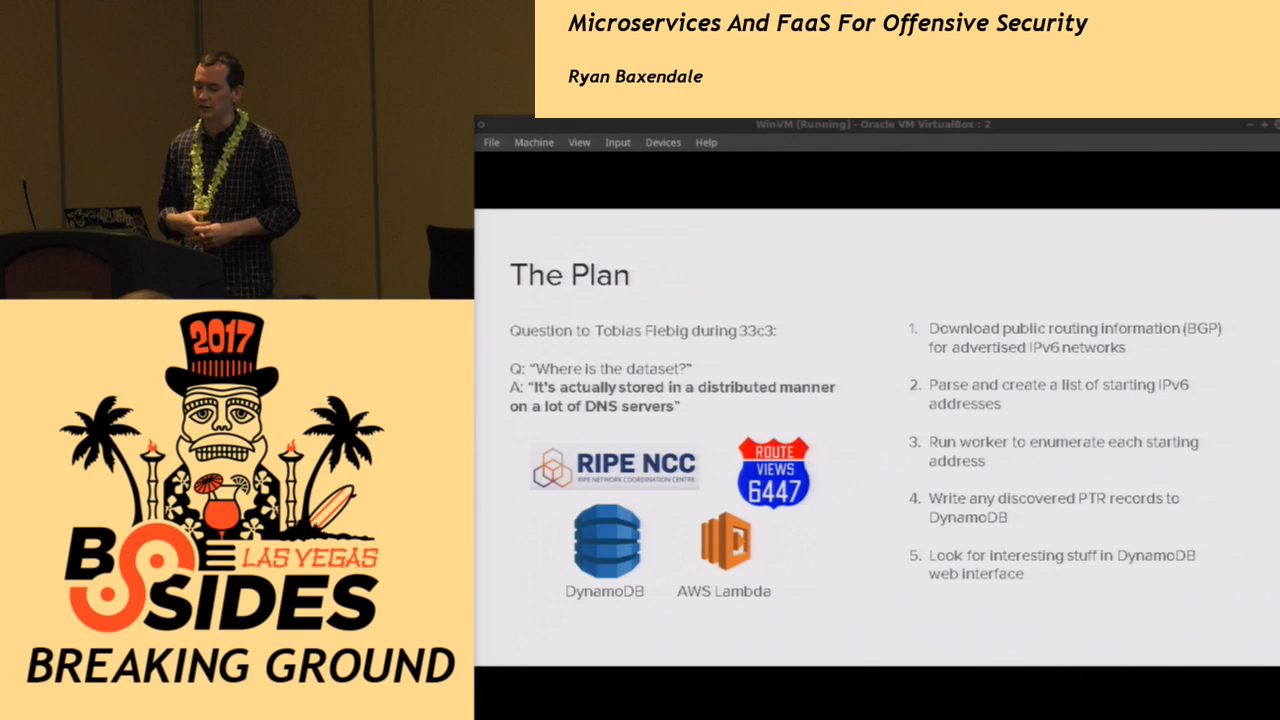 Microservices And FaaS For Offensive Security
Ryan Baxendale
WinVM [Running] - Oracle VM VirtualBox : 2
File Machine View Input Devices Help
The Plan
Question to Tobias Fiebig during 33c3:
Q: “Where is the dataset?”
A: “It’s actually stored in a distributed manner
on a lot of DNS servers”
RIPE NCC
RIPE NETWORK COORDINATION CENTRE
ROUTE
VIEWS
6447
DynamoDB
AWS Lambda
1. Download public routing information (BGP)
for advertised IPv6 networks
2. Parse and create a list of starting IPv6
addresses
3. Run worker to enumerate each starting
address
4. Write any discovered PTR records to
DynamoDB
5. Look for interesting stuff in DynamoDB
web interface
2017
BSIDES
LAS VEGAS
BREAKING GROUND